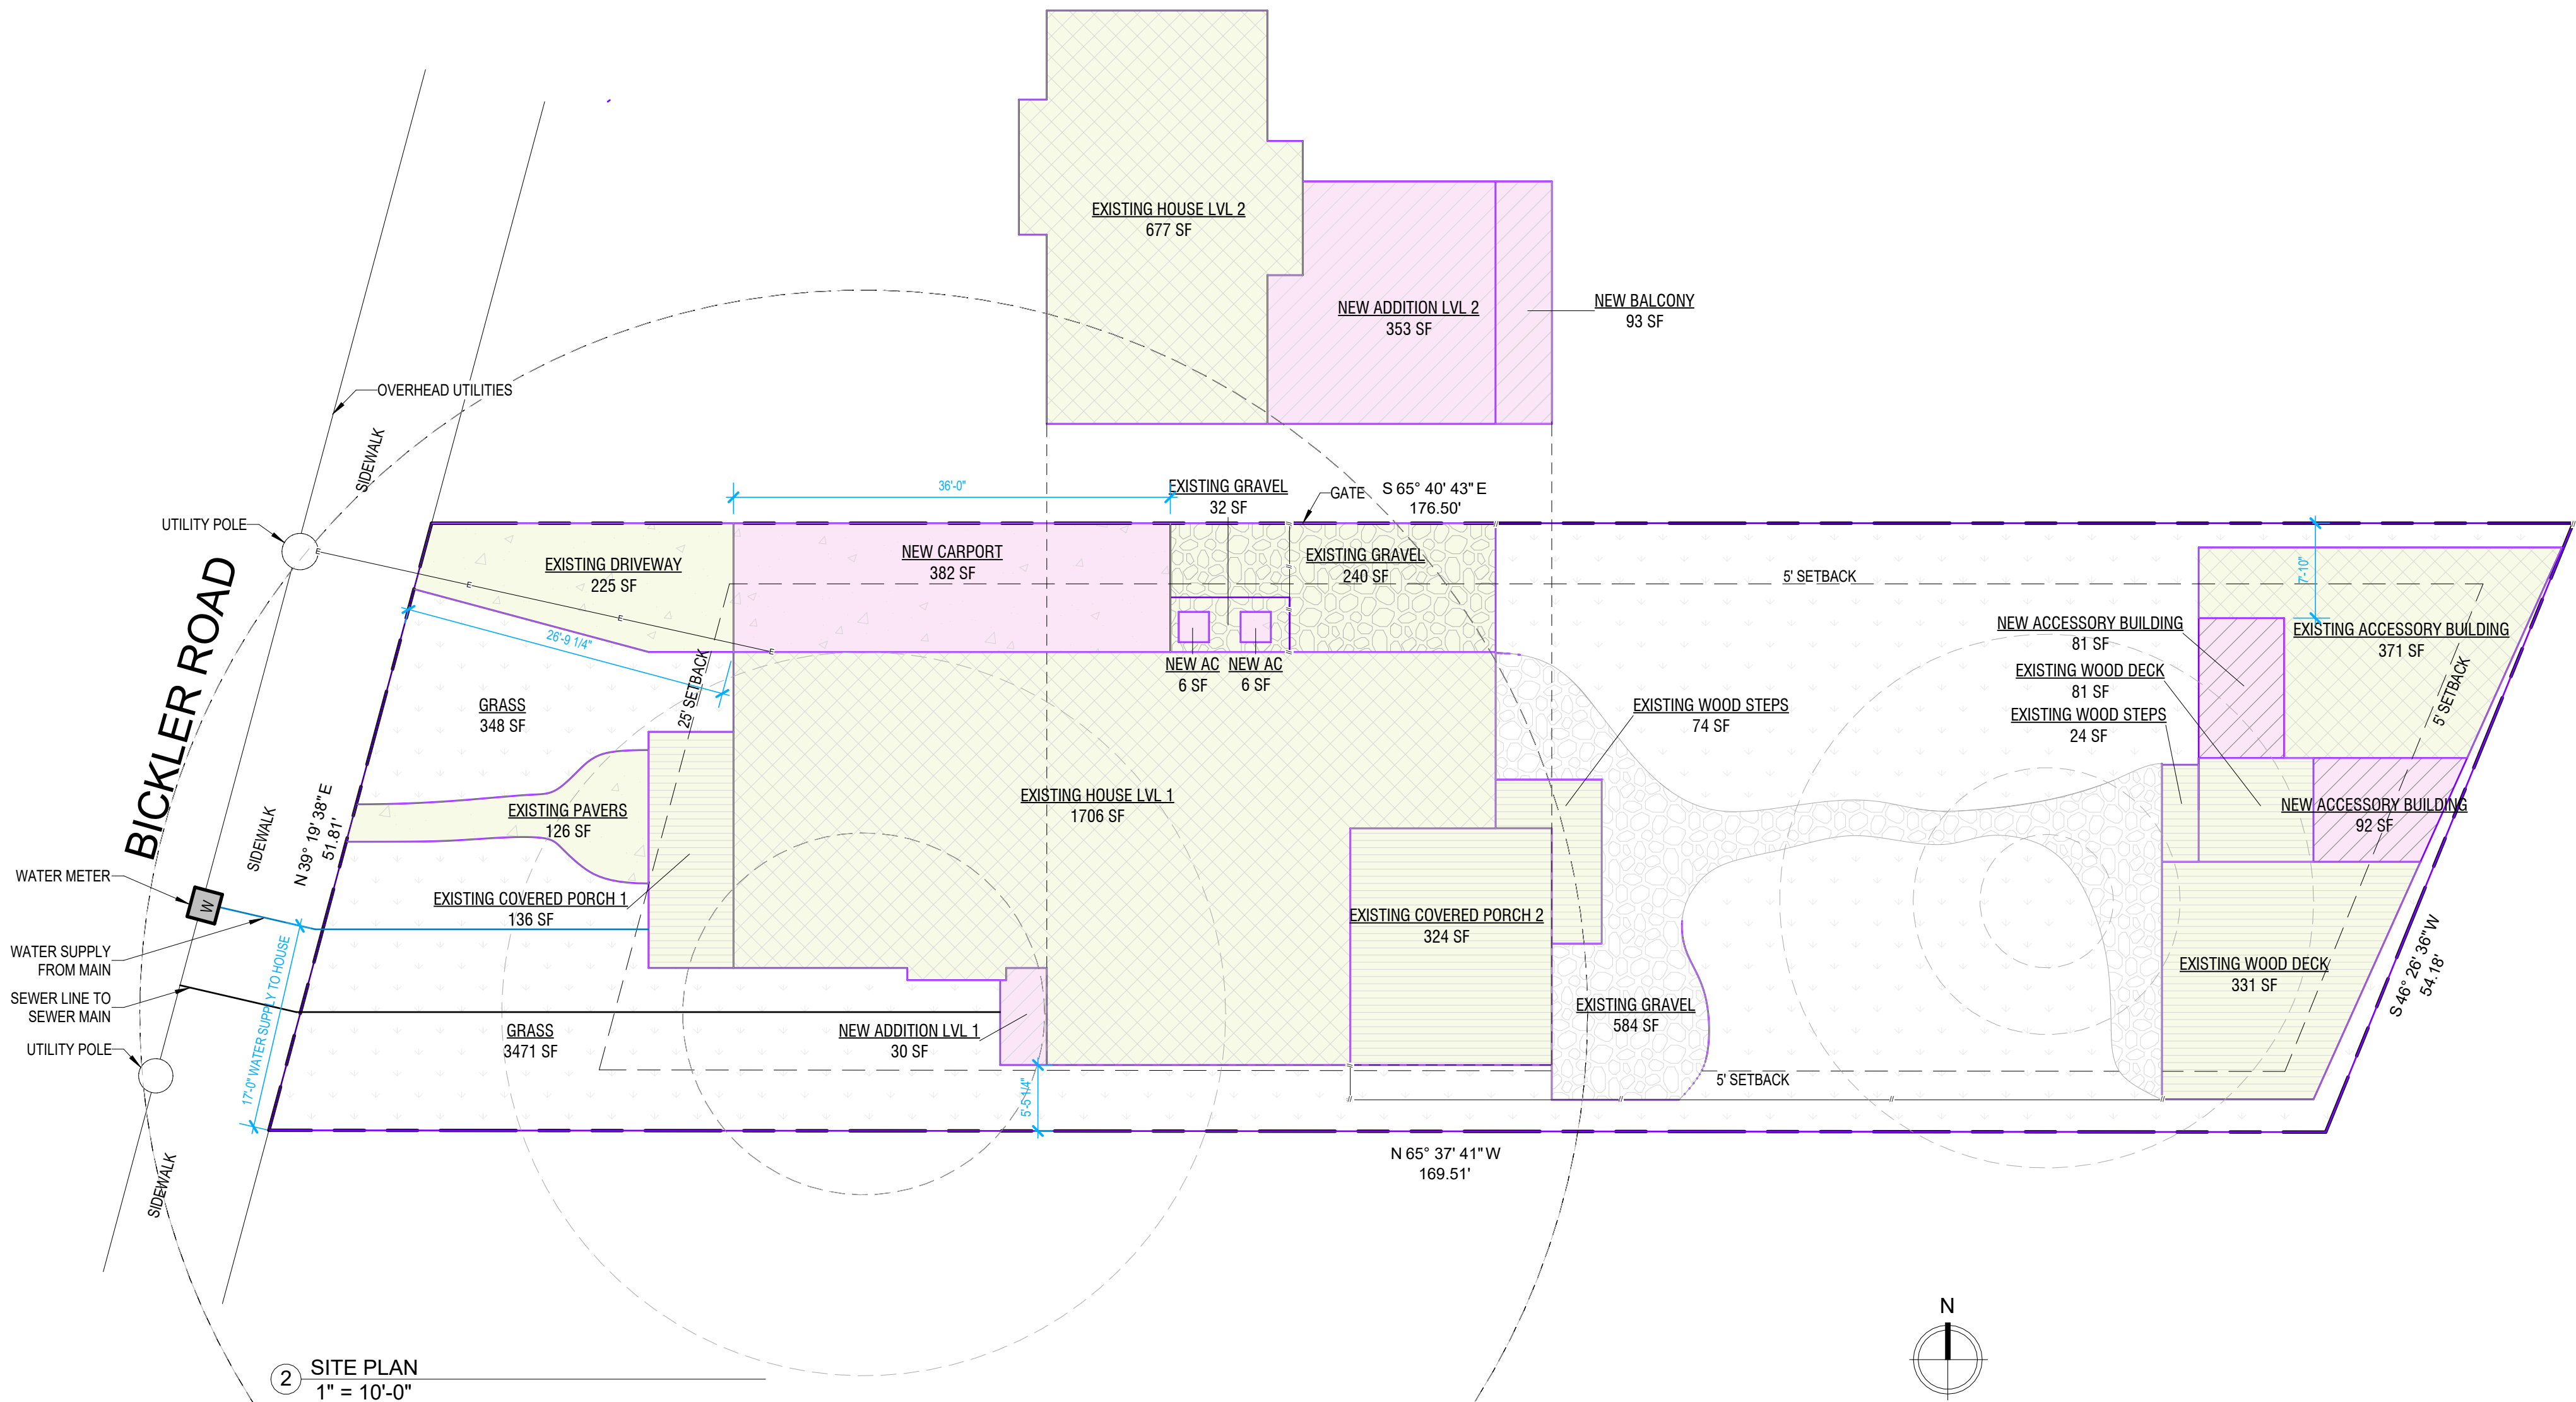 EXISTING HOUSE LVL 2
677 SF
NEW ADDITION LVL 2
353 SF
NEW BALCONY
93 SF
OVERHEAD UTILITIES
SIDEWALK
UTILITY POLE
36'-0"
EXISTING GRAVEL
32 SF
GATE
S 65° 40' 43" E
176.50'
EXISTING DRIVEWAY
225 SF
NEW CARPORT
382 SF
EXISTING GRAVEL
240 SF
5' SETBACK
7'-10"
E
E
E
E
26'-9 1/4"
25' SETBACK
NEW AC
6 SF
NEW AC
6 SF
NEW ACCESSORY BUILDING
81 SF
EXISTING ACCESSORY BUILDING
371 SF
EXISTING WOOD DECK
81 SF
EXISTING WOOD STEPS
24 SF
5' SETBACK
GRASS
348 SF
EXISTING WOOD STEPS
74 SF
BICKLER ROAD
SIDEWALK
N 39° 19' 38" E
51.81'
EXISTING PAVERS
126 SF
EXISTING HOUSE LVL 1
1706 SF
NEW ACCESSORY BUILDING
92 SF
WATER METER
W
EXISTING COVERED PORCH 1
136 SF
EXISTING COVERED PORCH 2
324 SF
WATER SUPPLY
FROM MAIN
SEWER LINE TO
SEWER MAIN
17'-0" WATER SUPPLY TO HOUSE
UTILITY POLE
GRASS
3471 SF
NEW ADDITION LVL 1
30 SF
EXISTING GRAVEL
584 SF
EXISTING WOOD DECK
331 SF
S 46° 26' 36" W
54.18'
5'-5 1/4"
5' SETBACK
SIDEWALK
N 65° 37' 41" W
169.51'
N
2
SITE PLAN
1" = 10'-0"